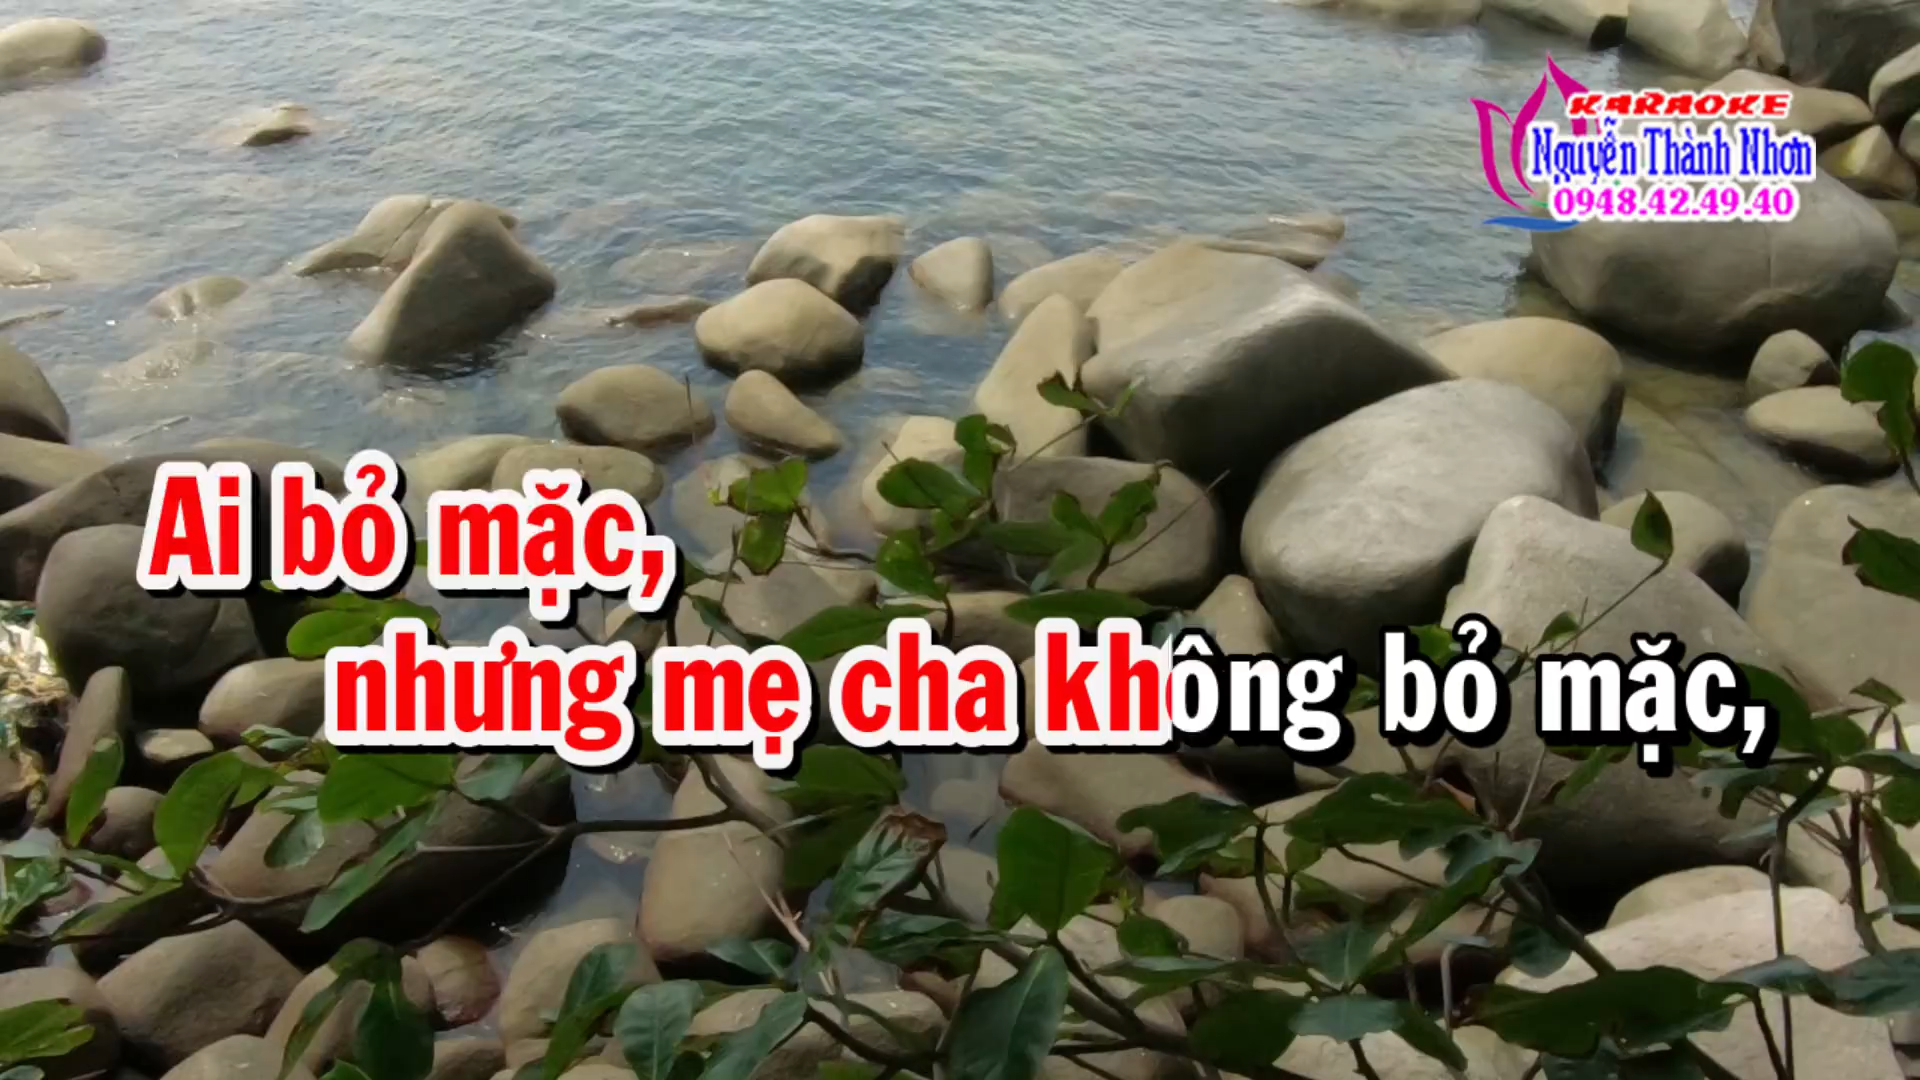 KARAOKE
Nguyễn Thành Nhơn
0948.42.49.40
Ai bỏ mặc,
nhưng mẹ cha không bỏ mặc,